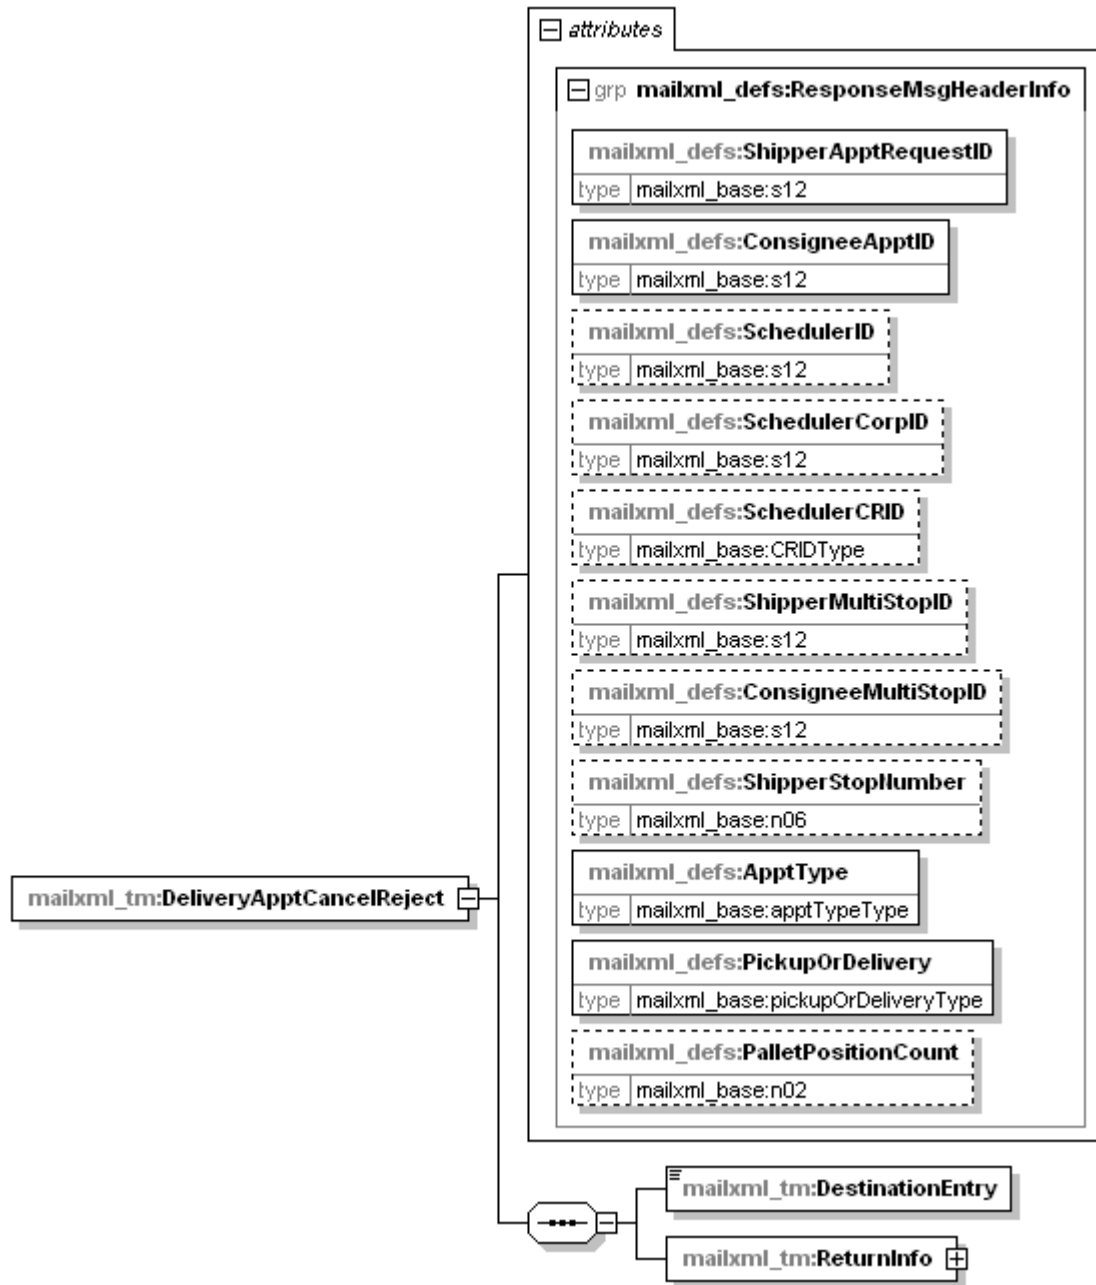 attributes
grp mailxml_defs:ResponseMsgHeaderInfo
mailxml_defs:ShipperApptRequestID
type mailxml_base:s12
mailxml_defs:ConsigneeApptID
type mailxml_base:s12
mailxml_defs:SchedulerID
type mailxml_base:s12
mailxml_defs:SchedulerCorpID
type mailxml_base:s12
mailxml_defs:SchedulerCRID
type mailxml_base:CRIDType
mailxml_defs:ShipperMultiStopID
type mailxml_base:s12
mailxml_defs:ConsigneeMultiStopID
type mailxml_base:s12
mailxml_defs:ShipperStopNumber
type mailxml_base:n06
mailxml_defs:ApptType
type mailxml_base:apptTypeType
mailxml_tm:DeliveryApptCancelReject
mailxml_defs:PickupOrDelivery
type mailxml_base:pickupOrDeliveryType
mailxml_defs:PalletPositionCount
type mailxml_base:n02
mailxml_tm:DestinationEntry
mailxml_tm:ReturnInfo